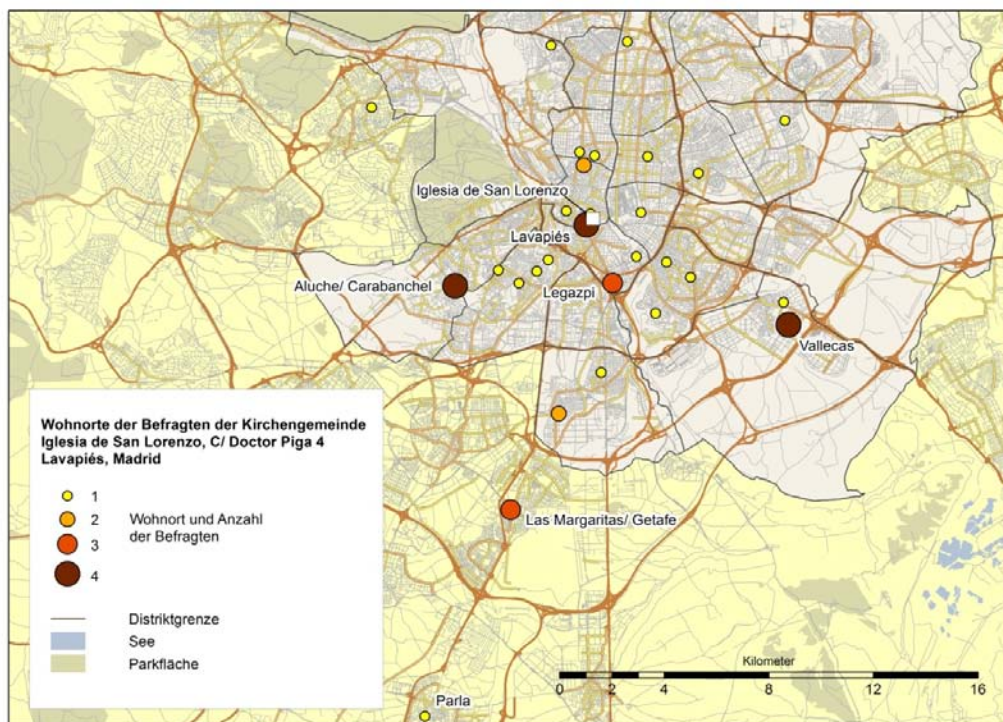 Iglesia de San Lorenzo
Lavapiés
Aluche/ Carabanchel
Legazpi
Vallecas
Wohnorte der Befragten der Kirchengemeinde
Iglesia de San Lorenzo, C/ Doctor Piga 4
Lavapiés, Madrid
1
2
3
4
Wohnort und Anzahl
der Befragten
Distriktgrenze
See
Parkfläche
Las Margaritas/ Getafe
Parla
Kilometer
0 2 4 8 12 16